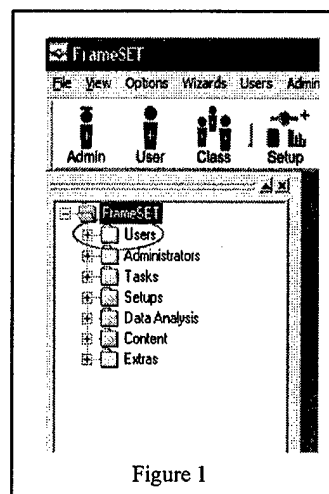 FrameSET
File View Options Wizards Users Admin
Admin User Class Setup
FrameSET
Users
Administrators
Tasks
Setups
Data Analysis
Content
Extras
Figure 1